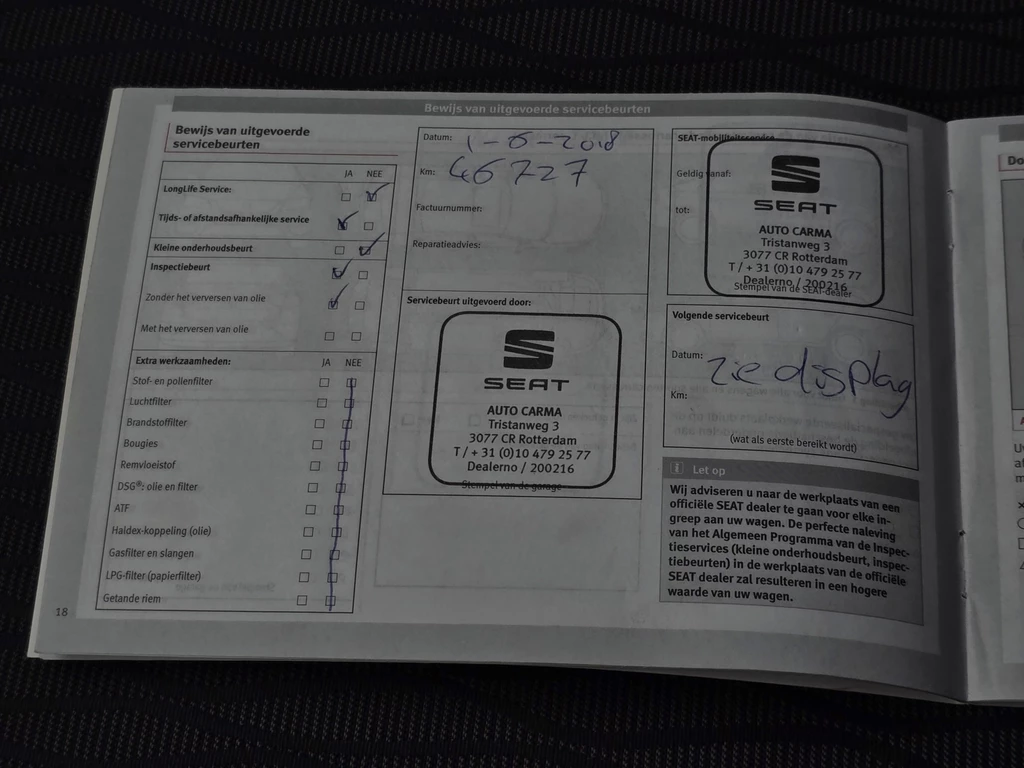 Bewijs van uitgevoerde servicebeurten
Bewijs van uitgevoerde
servicebeurten
JA NEE
LongLife Service:
Tijds- of afstandsafhankelijke service
Kleine onderhoudsbeurt
Inspectiebeurt
Zonder het verversen van olie
Met het verversen van olie
Extra werkzaamheden: JA NEE
Stof- en pollenfilter
Luchtfilter
Brandstoffilter
Bougies
Remvloeistof
DSG®: olie en filter
ATF
Haldex-koppeling (olie)
Gasfilter en slangen
LPG-filter (papierfilter)
Getande riem
18
Datum: 1-6-2018
Km: 46727
Factuurnummer:
Reparatieadvies:
Servicebeurt uitgevoerd door:
SEAT
AUTO CARMA
Tristanweg 3
3077 CR Rotterdam
T / + 31 (0)10 479 25 77
Dealerno / 200216
Stempel van de garage
SEAT-mobiliteitsservice
Geldig vanaf:
tot:
SEAT
AUTO CARMA
Tristanweg 3
3077 CR Rotterdam
T / + 31 (0)10 479 25 77
Dealerno / 200216
Stempel van de SEAT-dealer
Volgende servicebeurt
Datum: zie display
Km:
(wat als eerste bereikt wordt)
i Let op
Wij adviseren u naar de werkplaats van een
officiële SEAT dealer te gaan voor elke in-
greep aan uw wagen. De perfecte naleving
van het Algemeen Programma van de Inspec-
tieservices (kleine onderhoudsbeurt, inspec-
tiebeurten) in de werkplaats van de officiële
SEAT dealer zal resulteren in een hogere
waarde van uw wagen.